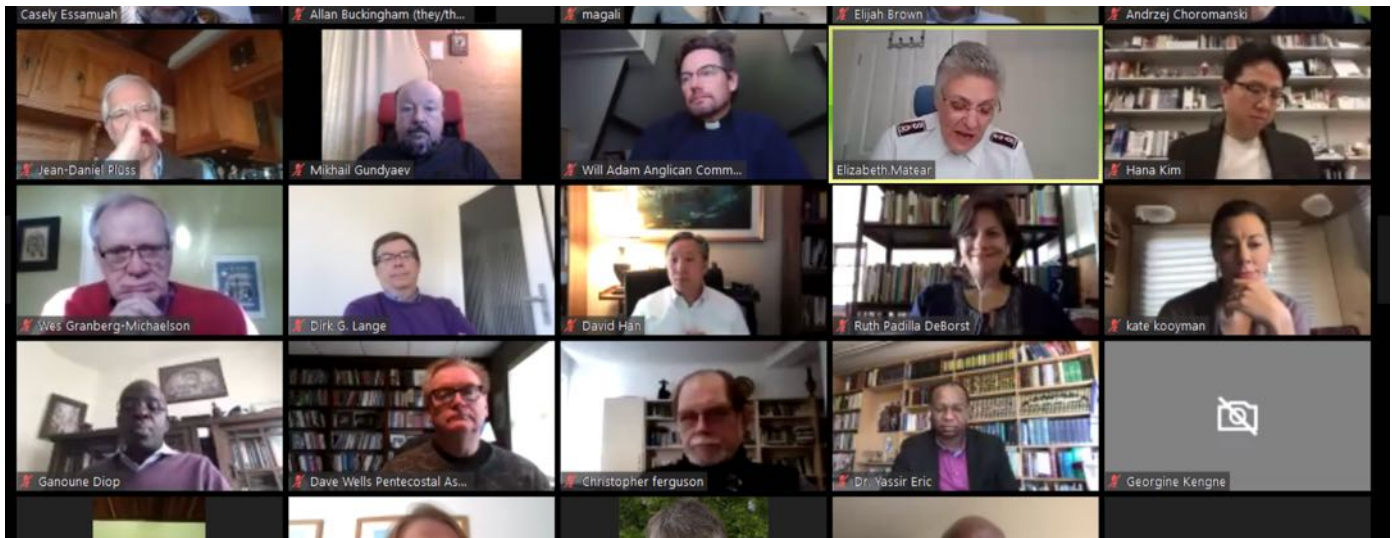 Casely Essamuah
Allan Buckingham (they/th...
magali
Elijah Brown
Andrzej Choromanski
Jean-Daniel Plüss
Mikhail Gundyaev
Will Adam Anglican Comm...
Elizabeth.Matear
Hana Kim
Wes Granberg-Michaelson
Dirk G. Lange
David Han
Ruth Padilla DeBorst
kate kooyman
Ganoune Diop
Dave Wells Pentecostal As...
Christopher ferguson
Dr. Yassir Eric
Georgine Kengne